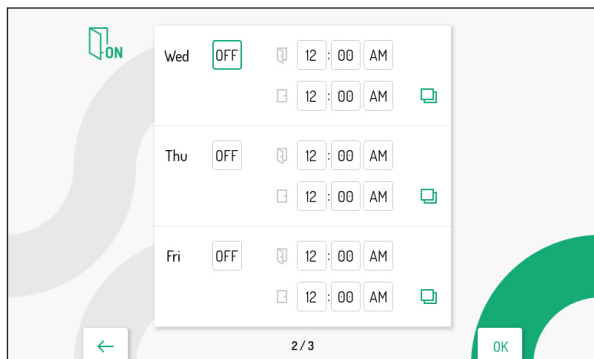 ON
Wed OFF 12 : 00 AM
12 : 00 AM
Thu OFF 12 : 00 AM
12 : 00 AM
Fri OFF 12 : 00 AM
12 : 00 AM
2/3
OK